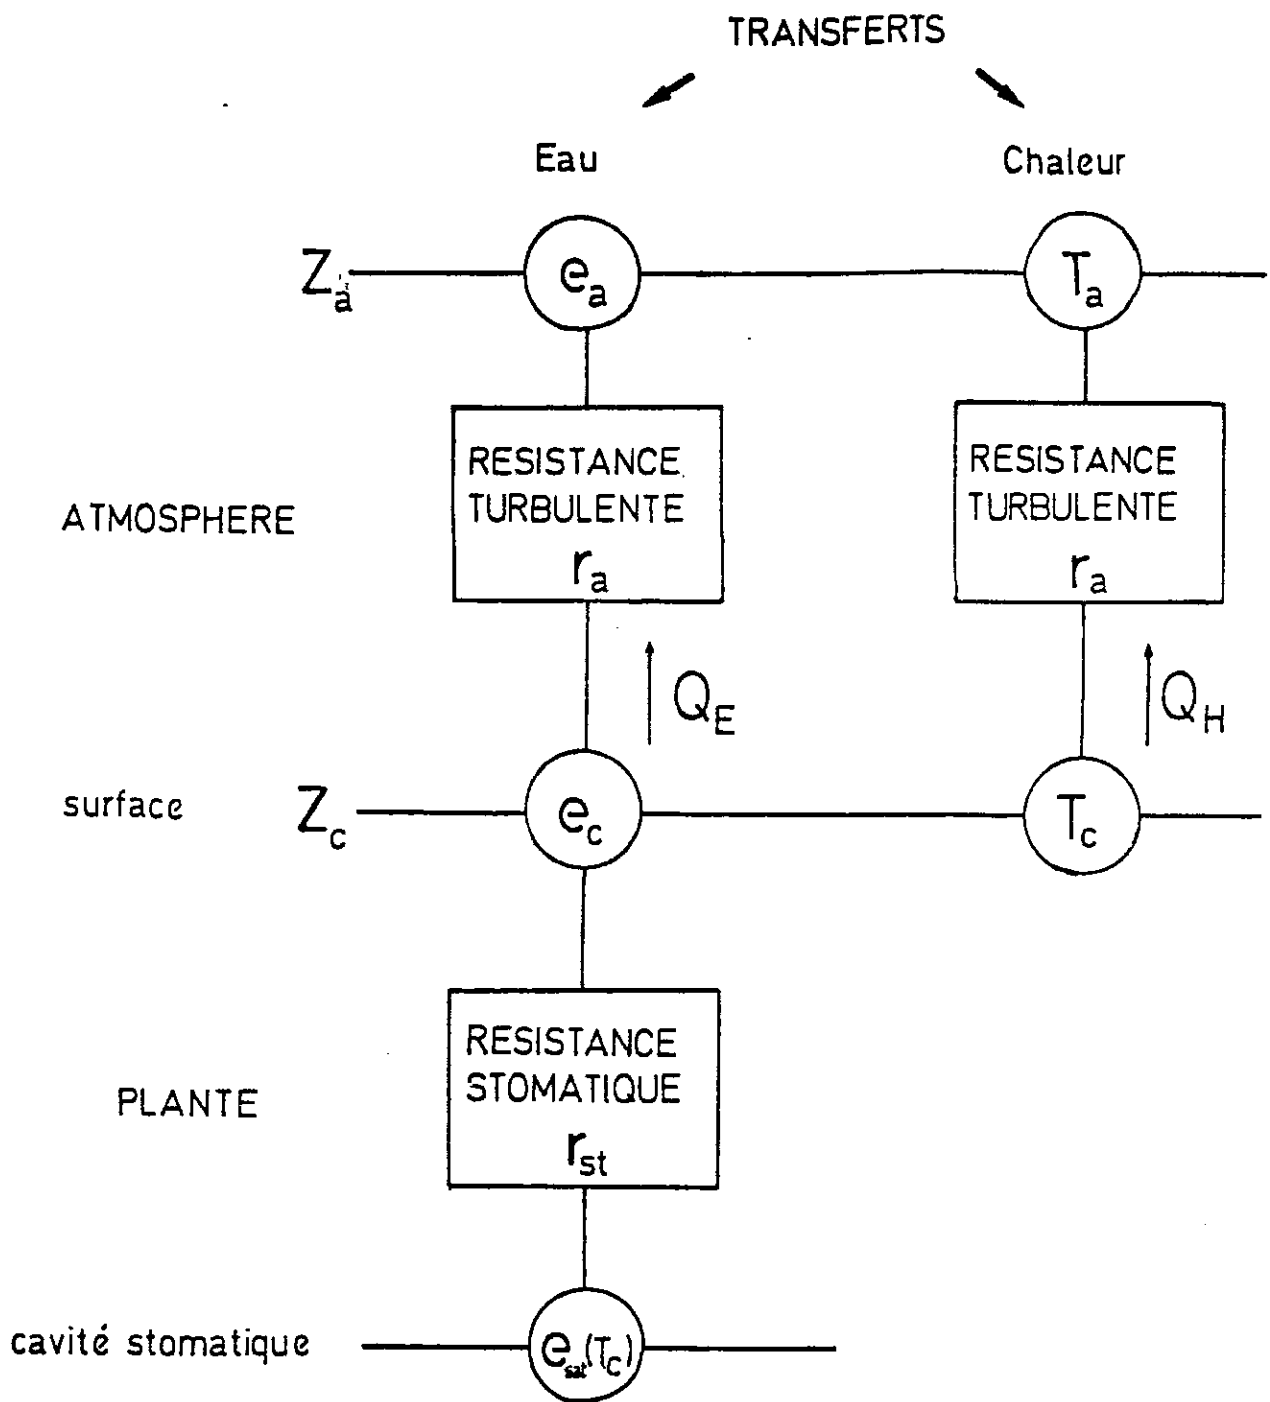 TRANSFERTS
Eau
Chaleur
Za
ea
Ta
ATMOSPHERE
RESISTANCE
TURBULENTE
ra
RESISTANCE
TURBULENTE
ra
QE
QH
surface
Zc
ec
Tc
PLANTE
RESISTANCE
STOMATIQUE
rst
cavité stomatique
esat(Tc)